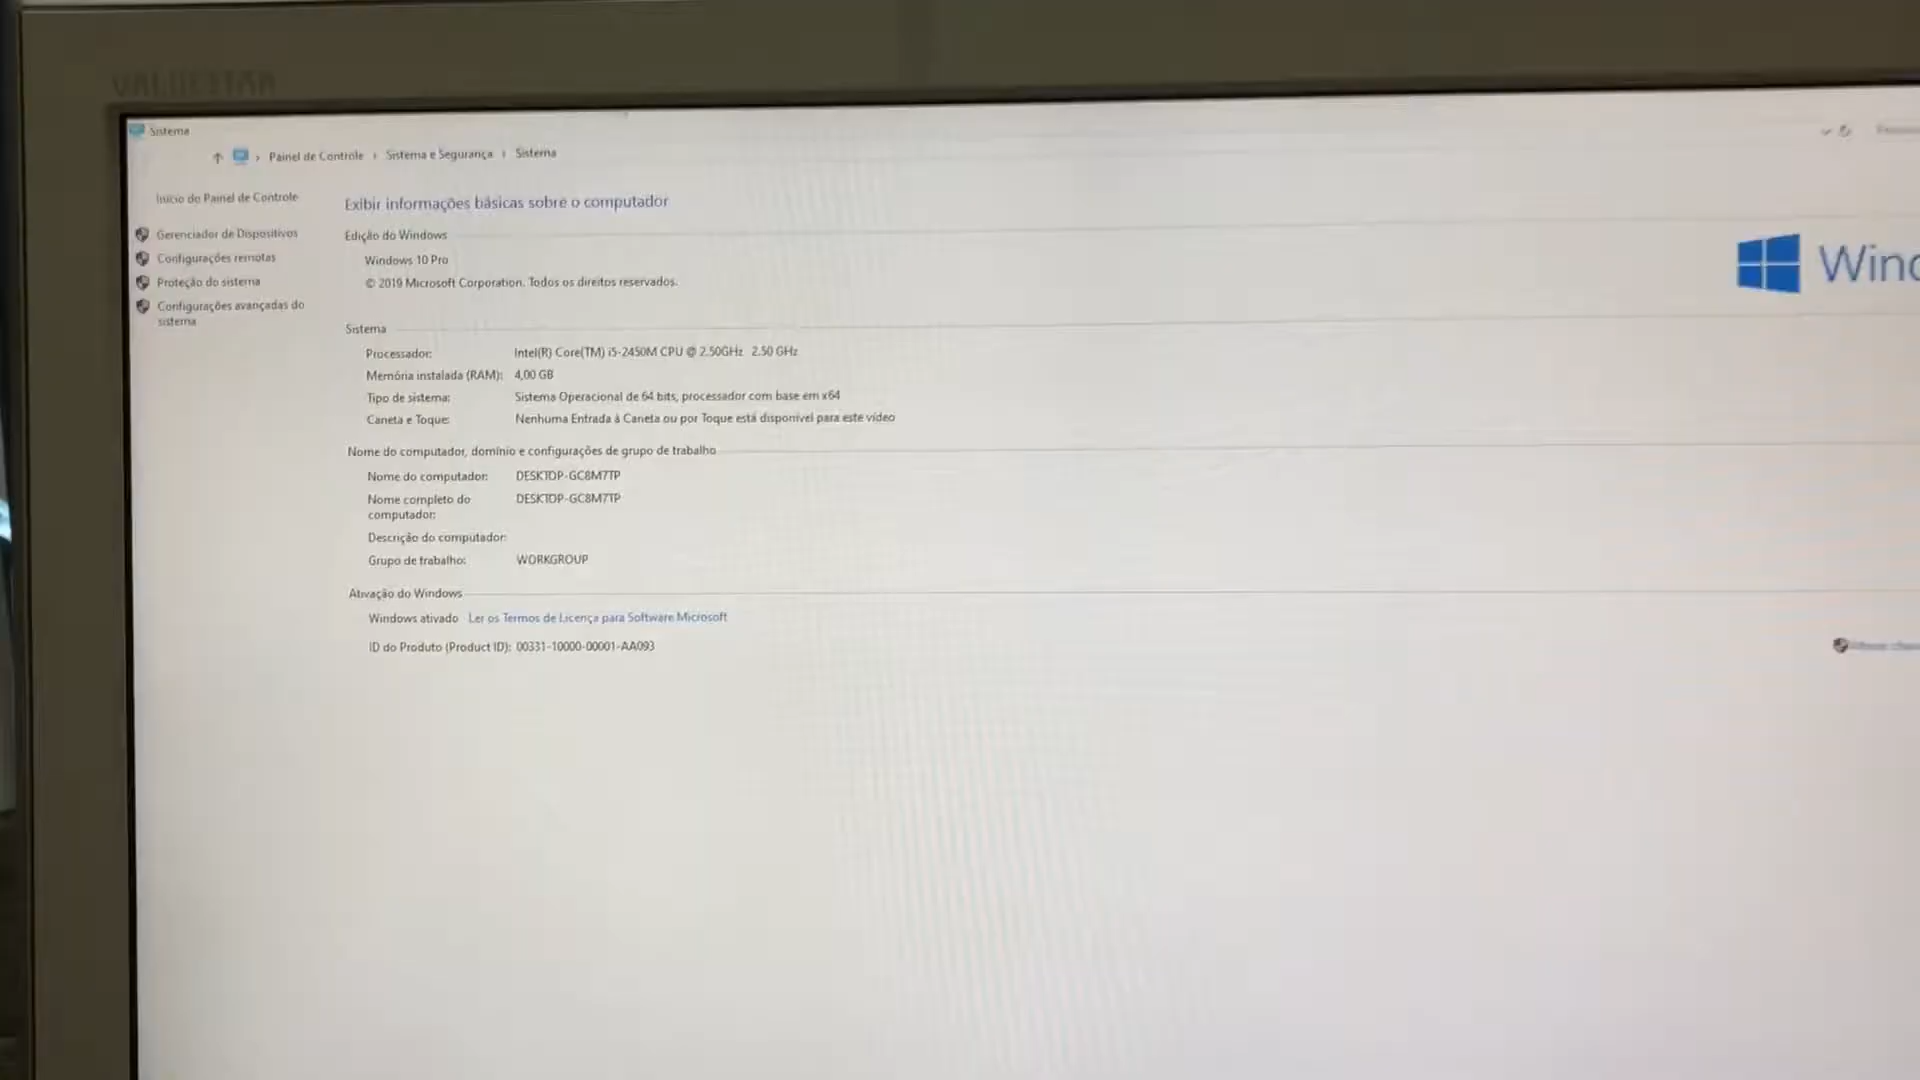 VALUESTAR
Sistema
Painel de Controle › Sistema e Segurança › Sistema
Início do Painel de Controle
Gerenciador de Dispositivos
Configurações remotas
Proteção do sistema
Configurações avançadas do
sistema
Exibir informações básicas sobre o computador
Edição do Windows
Windows 10 Pro
© 2019 Microsoft Corporation. Todos os direitos reservados.
Wind
Sistema
Processador: Intel(R) Core(TM) i5-2450M CPU @ 2.50GHz 2.50 GHz
Memória instalada (RAM): 4,00 GB
Tipo de sistema: Sistema Operacional de 64 bits, processador com base em x64
Caneta e Toque: Nenhuma Entrada à Caneta ou por Toque está disponível para este vídeo
Nome do computador, domínio e configurações de grupo de trabalho
Nome do computador: DESKTOP-GC8M7TP
Nome completo do DESKTOP-GC8M7TP
computador:
Descrição do computador:
Grupo de trabalho: WORKGROUP
Ativação do Windows
Windows ativado Ler os Termos de Licença para Software Microsoft
ID do Produto (Product ID): 00331-10000-00001-AA093